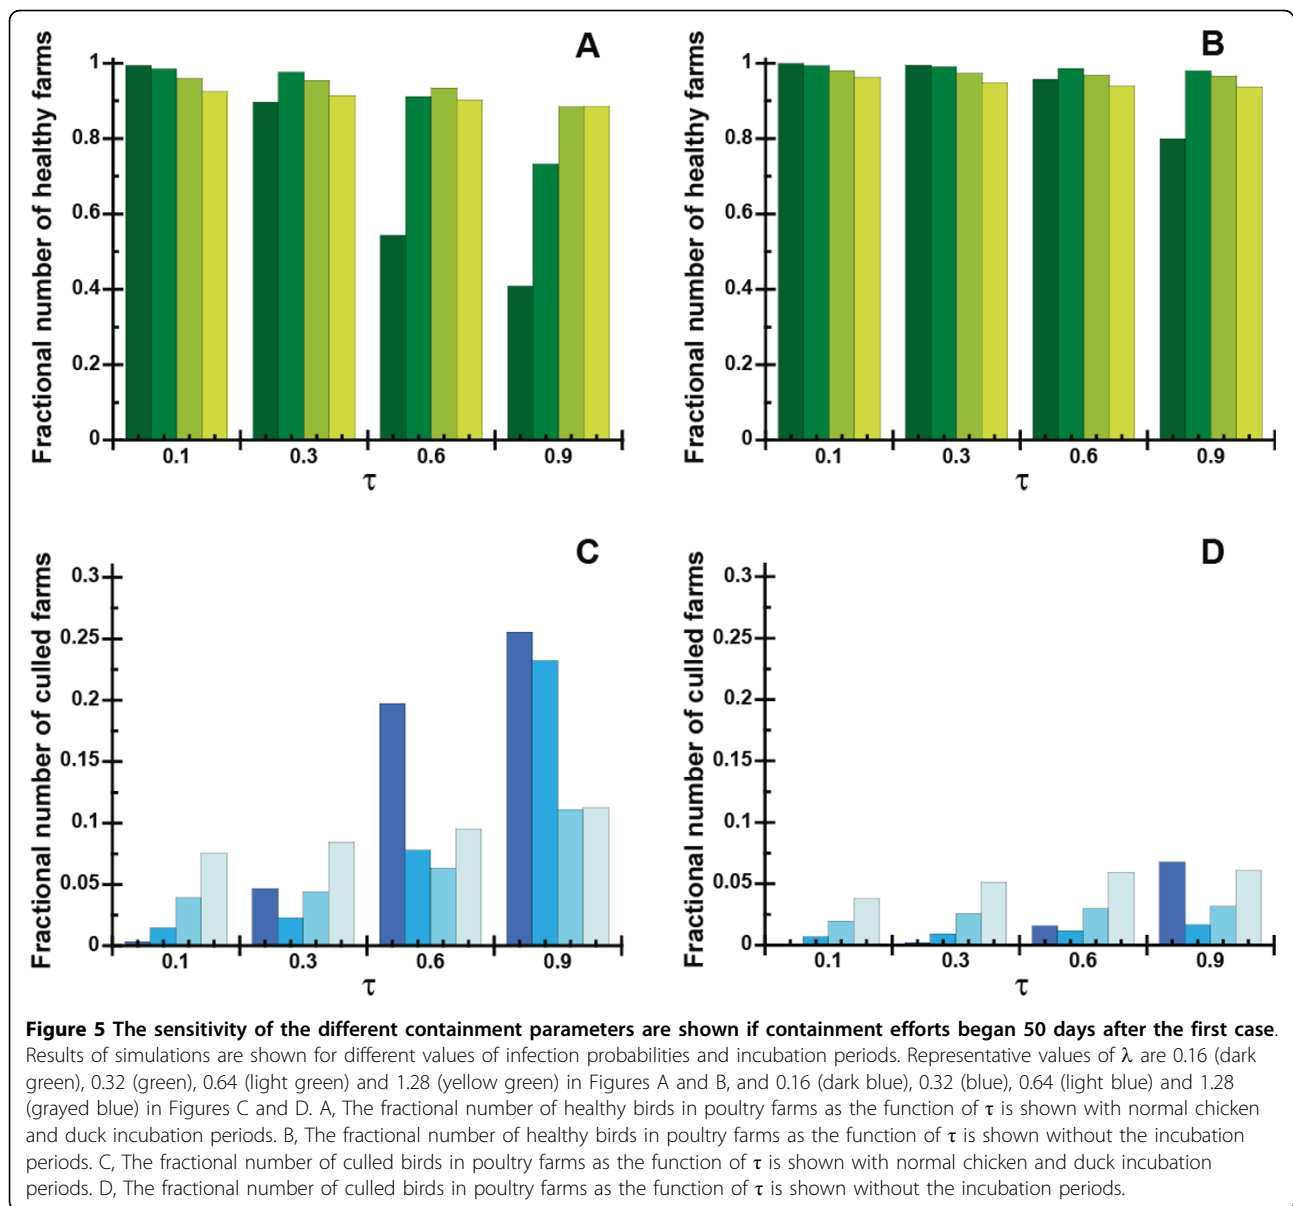 A
Fractional number of healthy farms
1
0.8
0.6
0.4
0.2
0
0.1 0.3 0.6 0.9
τ
B
Fractional number of healthy farms
1
0.8
0.6
0.4
0.2
0
0.1 0.3 0.6 0.9
τ
C
Fractional number of culled farms
0.3
0.25
0.2
0.15
0.1
0.05
0
0.1 0.3 0.6 0.9
τ
D
Fractional number of culled farms
0.3
0.25
0.2
0.15
0.1
0.05
0
0.1 0.3 0.6 0.9
τ
Figure 5 The sensitivity of the different containment parameters are shown if containment efforts began 50 days after the first case.
Results of simulations are shown for different values of infection probabilities and incubation periods. Representative values of λ are 0.16 (dark
green), 0.32 (green), 0.64 (light green) and 1.28 (yellow green) in Figures A and B, and 0.16 (dark blue), 0.32 (blue), 0.64 (light blue) and 1.28
(grayed blue) in Figures C and D. A, The fractional number of healthy birds in poultry farms as the function of τ is shown with normal chicken
and duck incubation periods. B, The fractional number of healthy birds in poultry farms as the function of τ is shown without the incubation
periods. C, The fractional number of culled birds in poultry farms as the function of τ is shown with normal chicken and duck incubation
periods. D, The fractional number of culled birds in poultry farms as the function of τ is shown without the incubation periods.